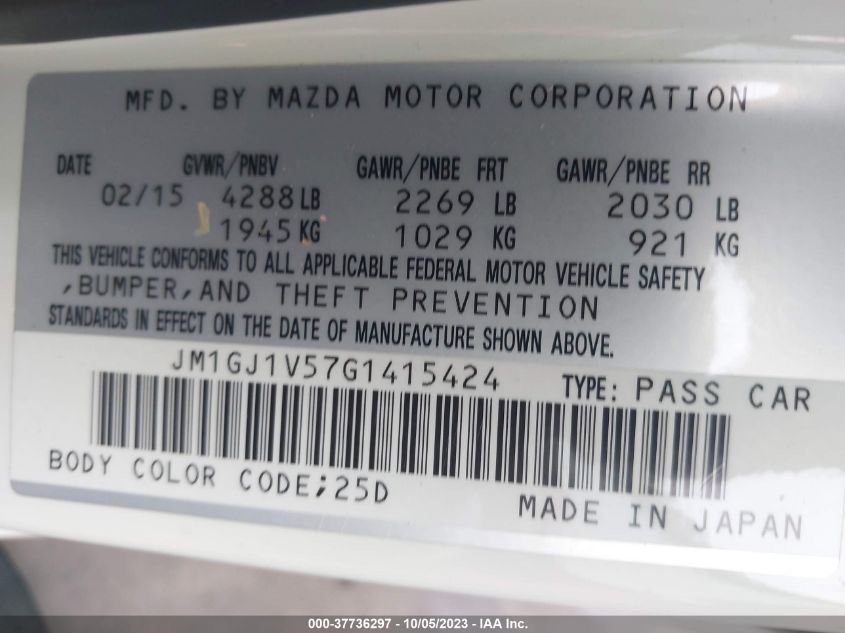 MFD. BY MAZDA MOTOR CORPORATION
DATE GVWR/PNBV GAWR/PNBE FRT GAWR/PNBE RR
02/15 4288 LB 2269 LB 2030 LB
1945 KG 1029 KG 921 KG
THIS VEHICLE CONFORMS TO ALL APPLICABLE FEDERAL MOTOR VEHICLE SAFETY
,BUMPER,AND THEFT PREVENTION
STANDARDS IN EFFECT ON THE DATE OF MANUFACTURE SHOWN ABOVE.
JM1GJ1V57G1415424 TYPE: PASS CAR
BODY COLOR CODE;25D
MADE IN JAPAN
000-37736297 - 10/05/2023 - IAA Inc.